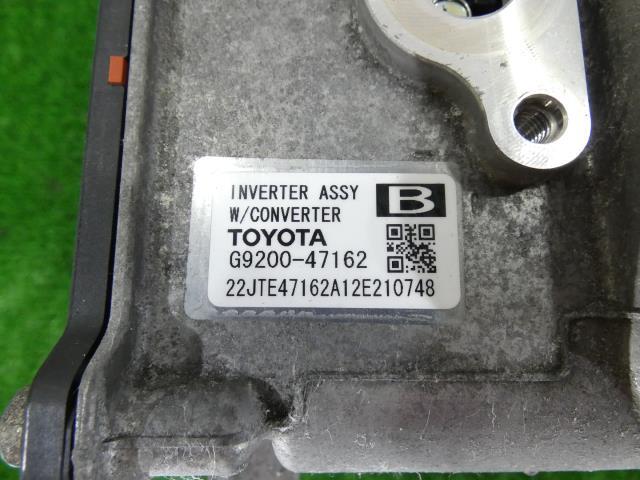 INVERTER ASSY B
W/CONVERTER
TOYOTA
G9200-47162
22JTE47162A12E210748